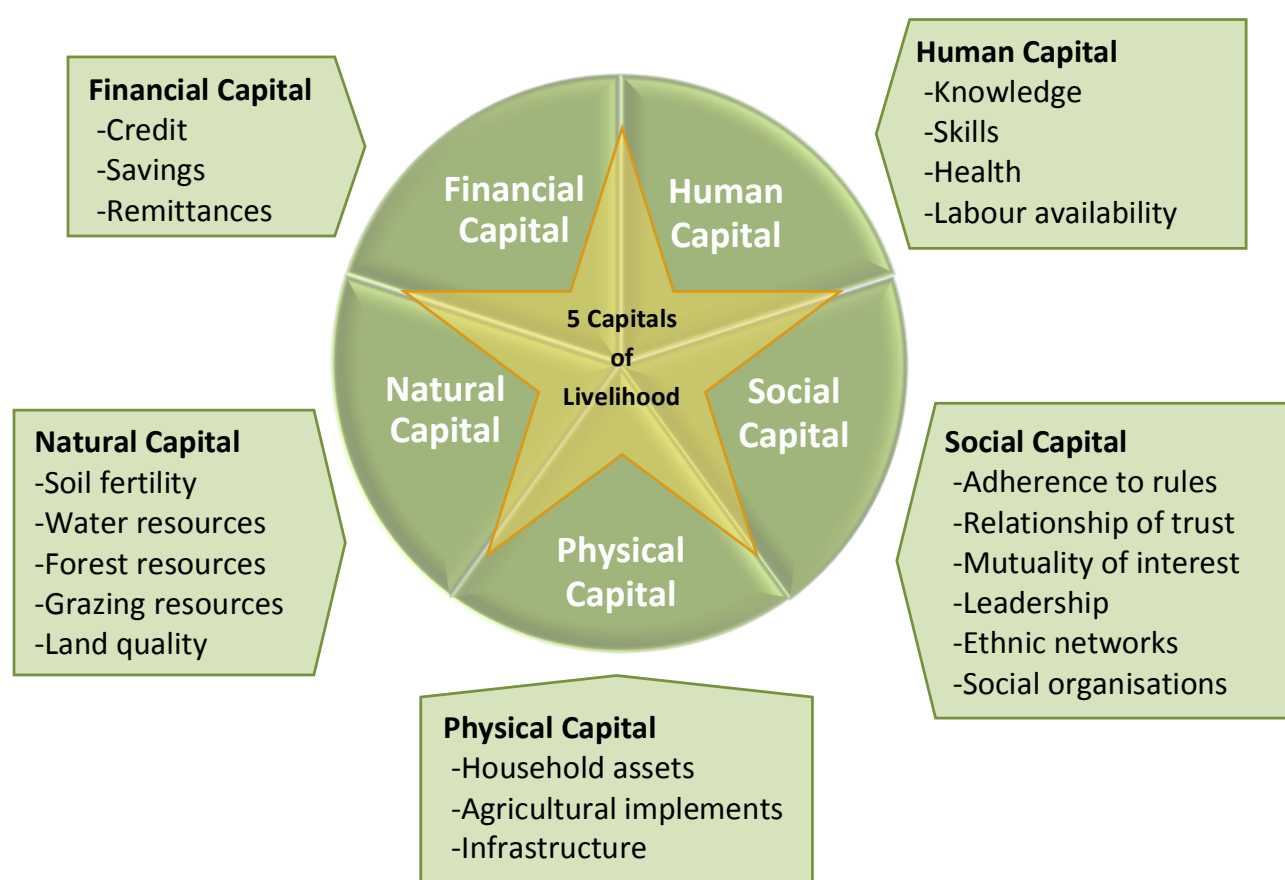 Financial Capital
-Credit
-Savings
-Remittances
Human Capital
-Knowledge
-Skills
-Health
-Labour availability
Financial
Capital
Human
Capital
5 Capitals
of
Livelihood
Natural
Capital
Social
Capital
Physical
Capital
Natural Capital
-Soil fertility
-Water resources
-Forest resources
-Grazing resources
-Land quality
Social Capital
-Adherence to rules
-Relationship of trust
-Mutuality of interest
-Leadership
-Ethnic networks
-Social organisations
Physical Capital
-Household assets
-Agricultural implements
-Infrastructure